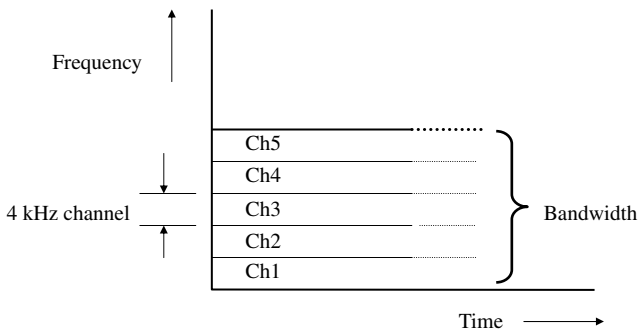 Frequency
Ch5
Ch4
4 kHz channel
Ch3
Bandwidth
Ch2
Ch1
Time